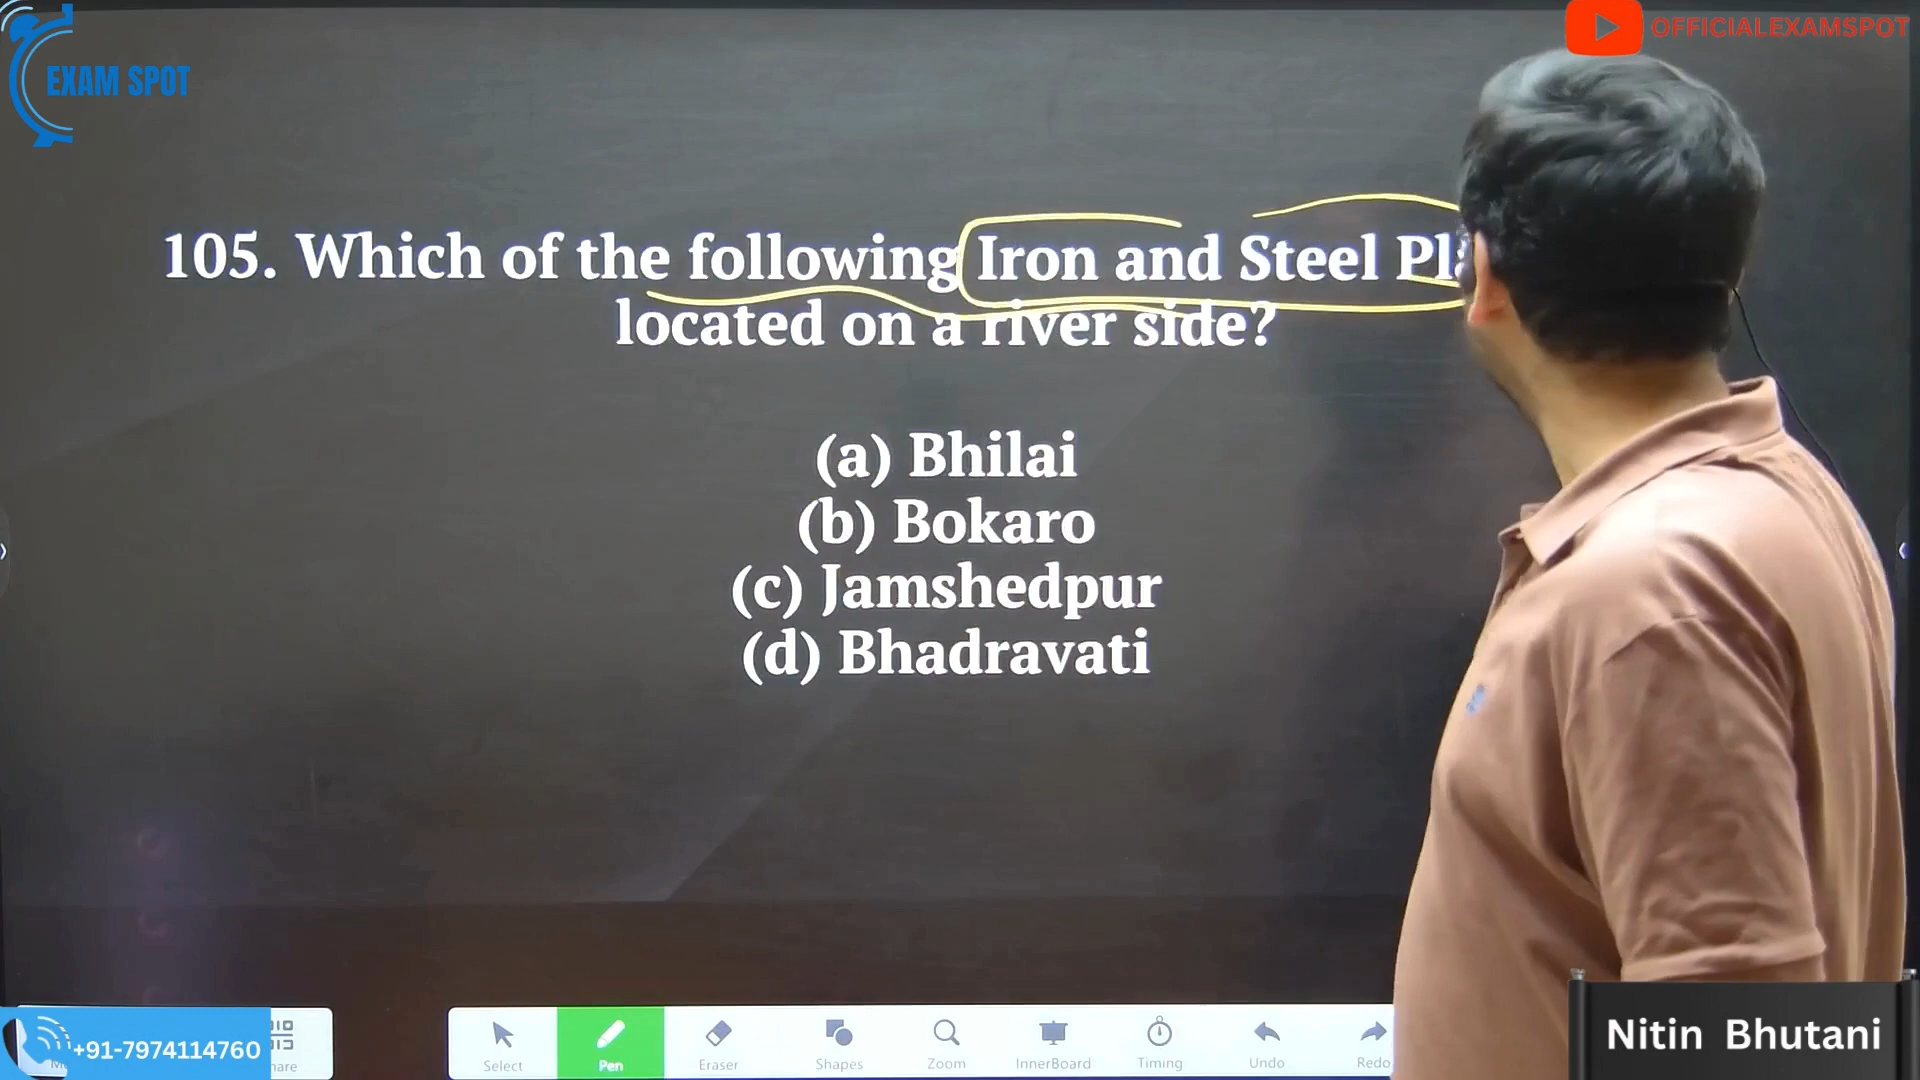 EXAM SPOT
OFFICIALEXAMSPOT
105. Which of the following Iron and Steel
located on a river side?
(a) Bhilai
(b) Bokaro
(c) Jamshedpur
(d) Bhadravati
+91-7974114760
Select
Pen
Eraser
Shapes
Zoom
InnerBoard
Timing
Undo
Redo
Nitin Bhutani